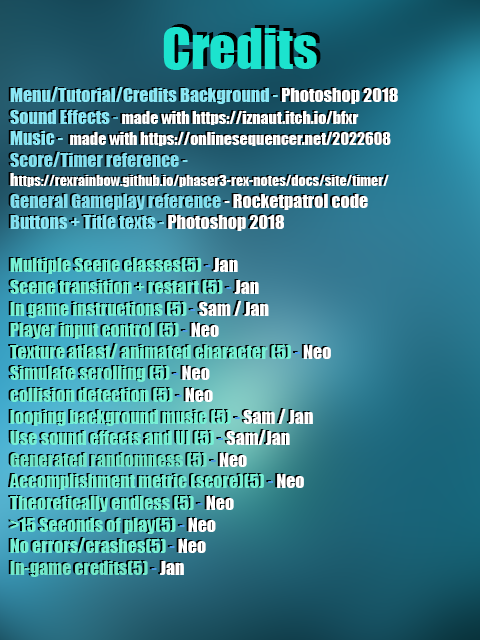 Credits
Menu/Tutorial/Credits Background - Photoshop 2018
Sound Effects - made with https://iznaut.itch.io/bfxr
Music - made with https://onlinesequencer.net/2022608
Score/Timer reference -
https://rexrainbow.github.io/phaser3-rex-notes/docs/site/timer/
General Gameplay reference - Rocketpatrol code
Buttons + Title texts - Photoshop 2018
Multiple Scene classes(5) - Jan
Scene transition + restart (5) - Jan
In game instructions (5) - Sam / Jan
Player input control (5) - Neo
Texture atlast/ animated character (5) - Neo
Simulate scrolling (5) - Neo
collision detection (5) - Neo
looping background music (5) - Sam / Jan
Use sound effects and UI (5) - Sam/Jan
Generated randomness (5) - Neo
Accomplishment metric (score)(5) - Neo
Theoretically endless (5) - Neo
>15 Seconds of play(5) - Neo
No errors/crashes(5) - Neo
In-game credits(5) - Jan